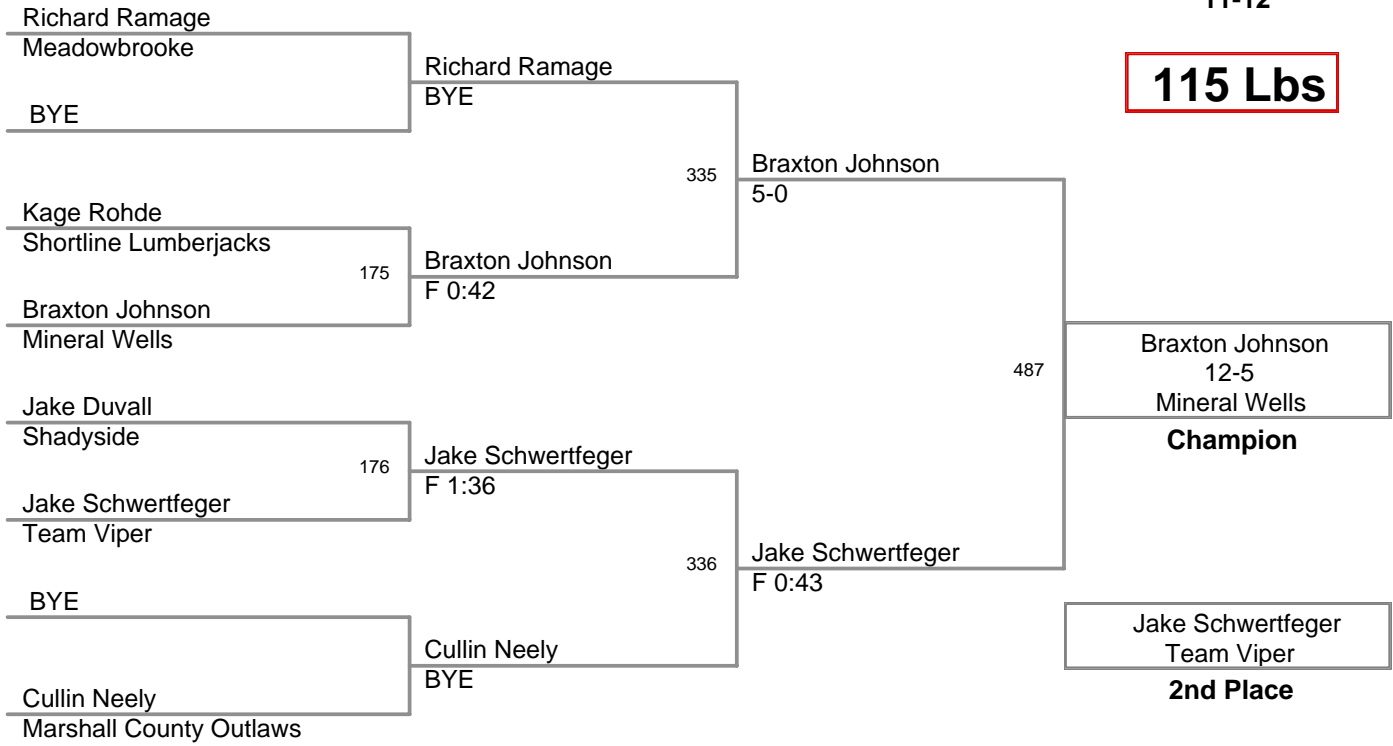 11-12
115 Lbs
Richard Ramage
Meadowbrooke
BYE
Kage Rohde
Shortline Lumberjacks
175
Braxton Johnson
Mineral Wells
Jake Duvall
Shadyside
176
Jake Schwertfeger
Team Viper
BYE
Cullin Neely
Marshall County Outlaws
Richard Ramage
BYE
335
Braxton Johnson
F 0:42
Jake Schwertfeger
F 1:36
336
Cullin Neely
BYE
Braxton Johnson
5-0
487
Jake Schwertfeger
F 0:43
Braxton Johnson
12-5
Mineral Wells
Champion
Jake Schwertfeger
Team Viper
2nd Place